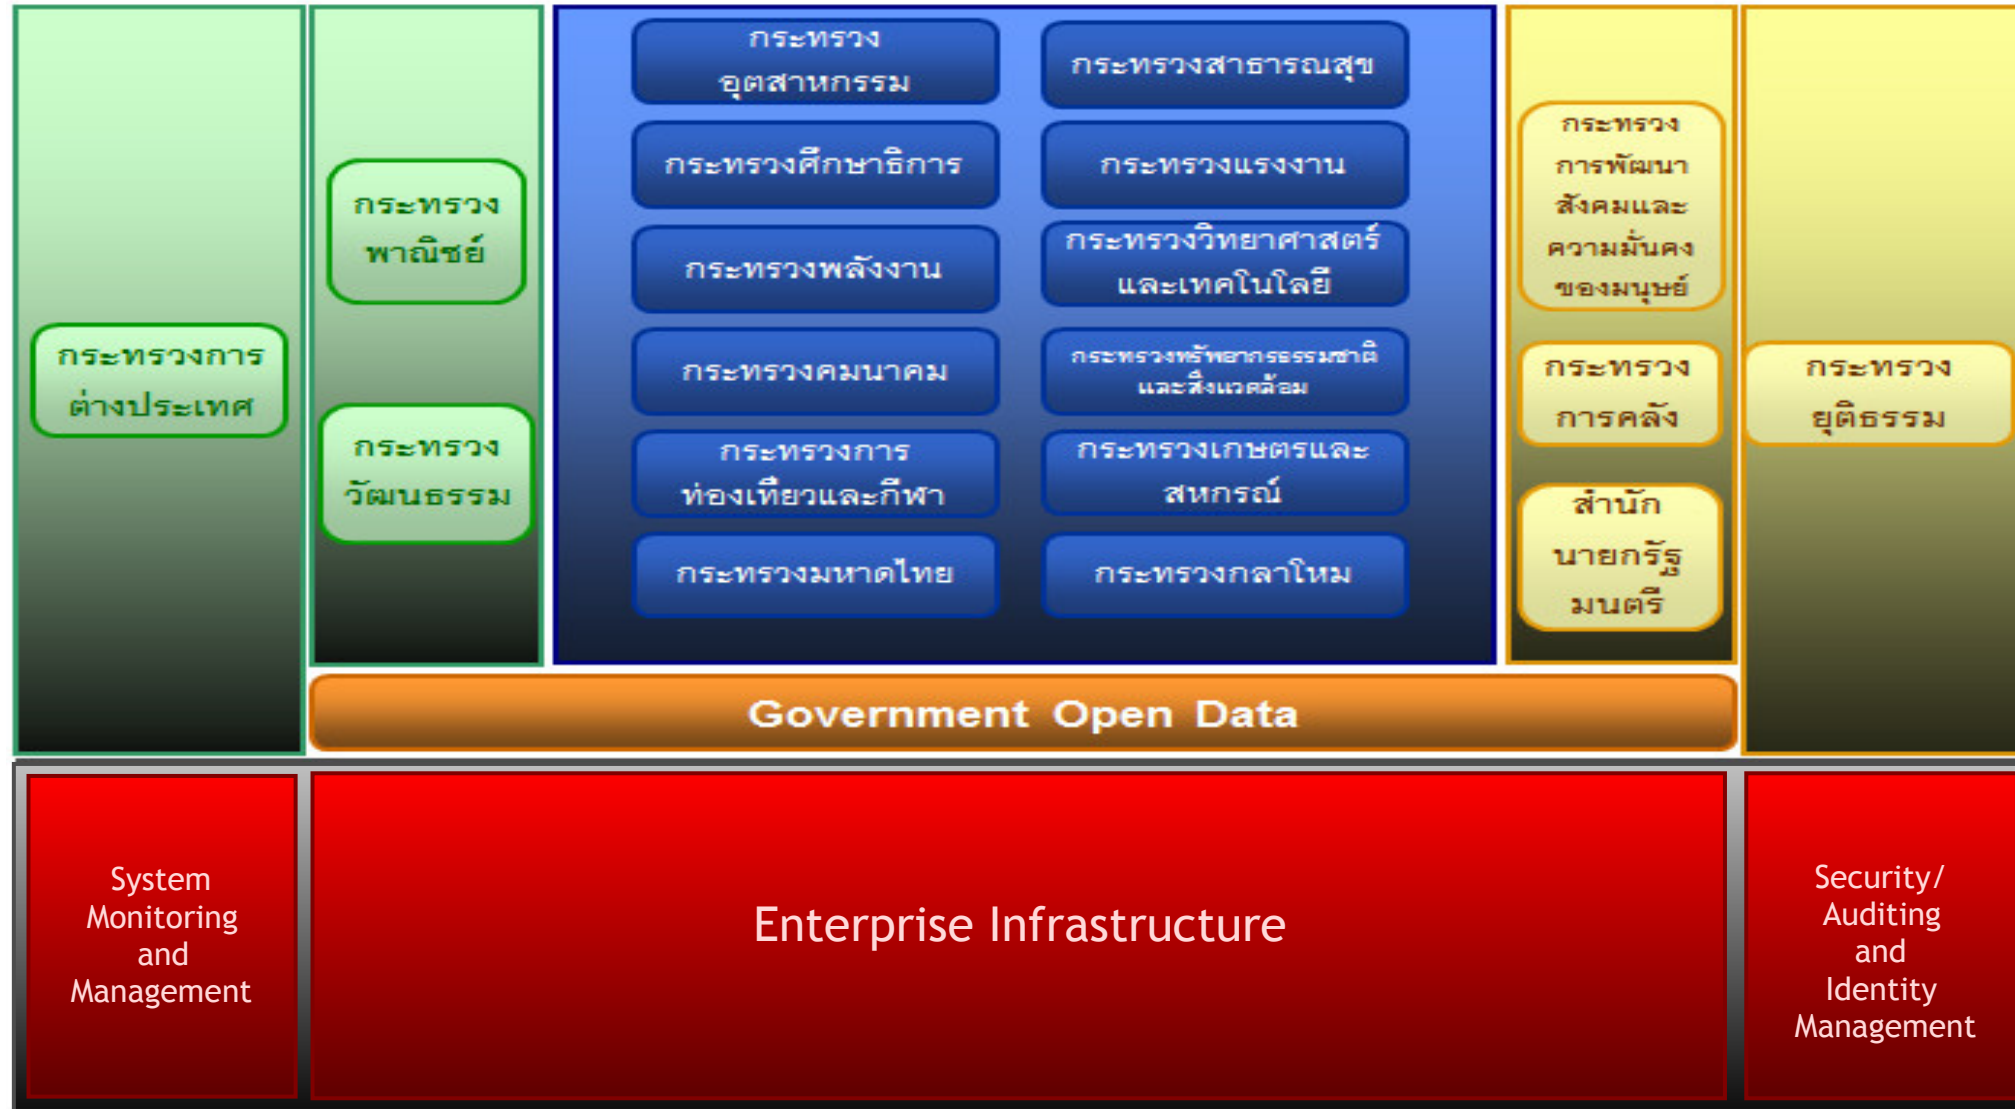 กระทรวงการ
ต่างประเทศ
กระทรวง
พาณิชย์
กระทรวง
วัฒนธรรม
กระทรวง
อุตสาหกรรม
กระทรวงสาธารณสุข
กระทรวงศึกษาธิการ
กระทรวงแรงงาน
กระทรวงพลังงาน
กระทรวงวิทยาศาสตร์
และเทคโนโลยี
กระทรวงคมนาคม
กระทรวงทรัพยากรธรรมชาติ
และสิ่งแวดล้อม
กระทรวงการ
ท่องเที่ยวและกีฬา
กระทรวงเกษตรและ
สหกรณ์
กระทรวงมหาดไทย
กระทรวงกลาโหม
กระทรวง
การพัฒนา
สังคมและ
ความมั่นคง
ของมนุษย์
กระทรวง
การคลัง
สำนัก
นายกรัฐ
มนตรี
กระทรวง
ยุติธรรม
Government Open Data
System
Monitoring
and
Management
Enterprise Infrastructure
Security/
Auditing
and
Identity
Management